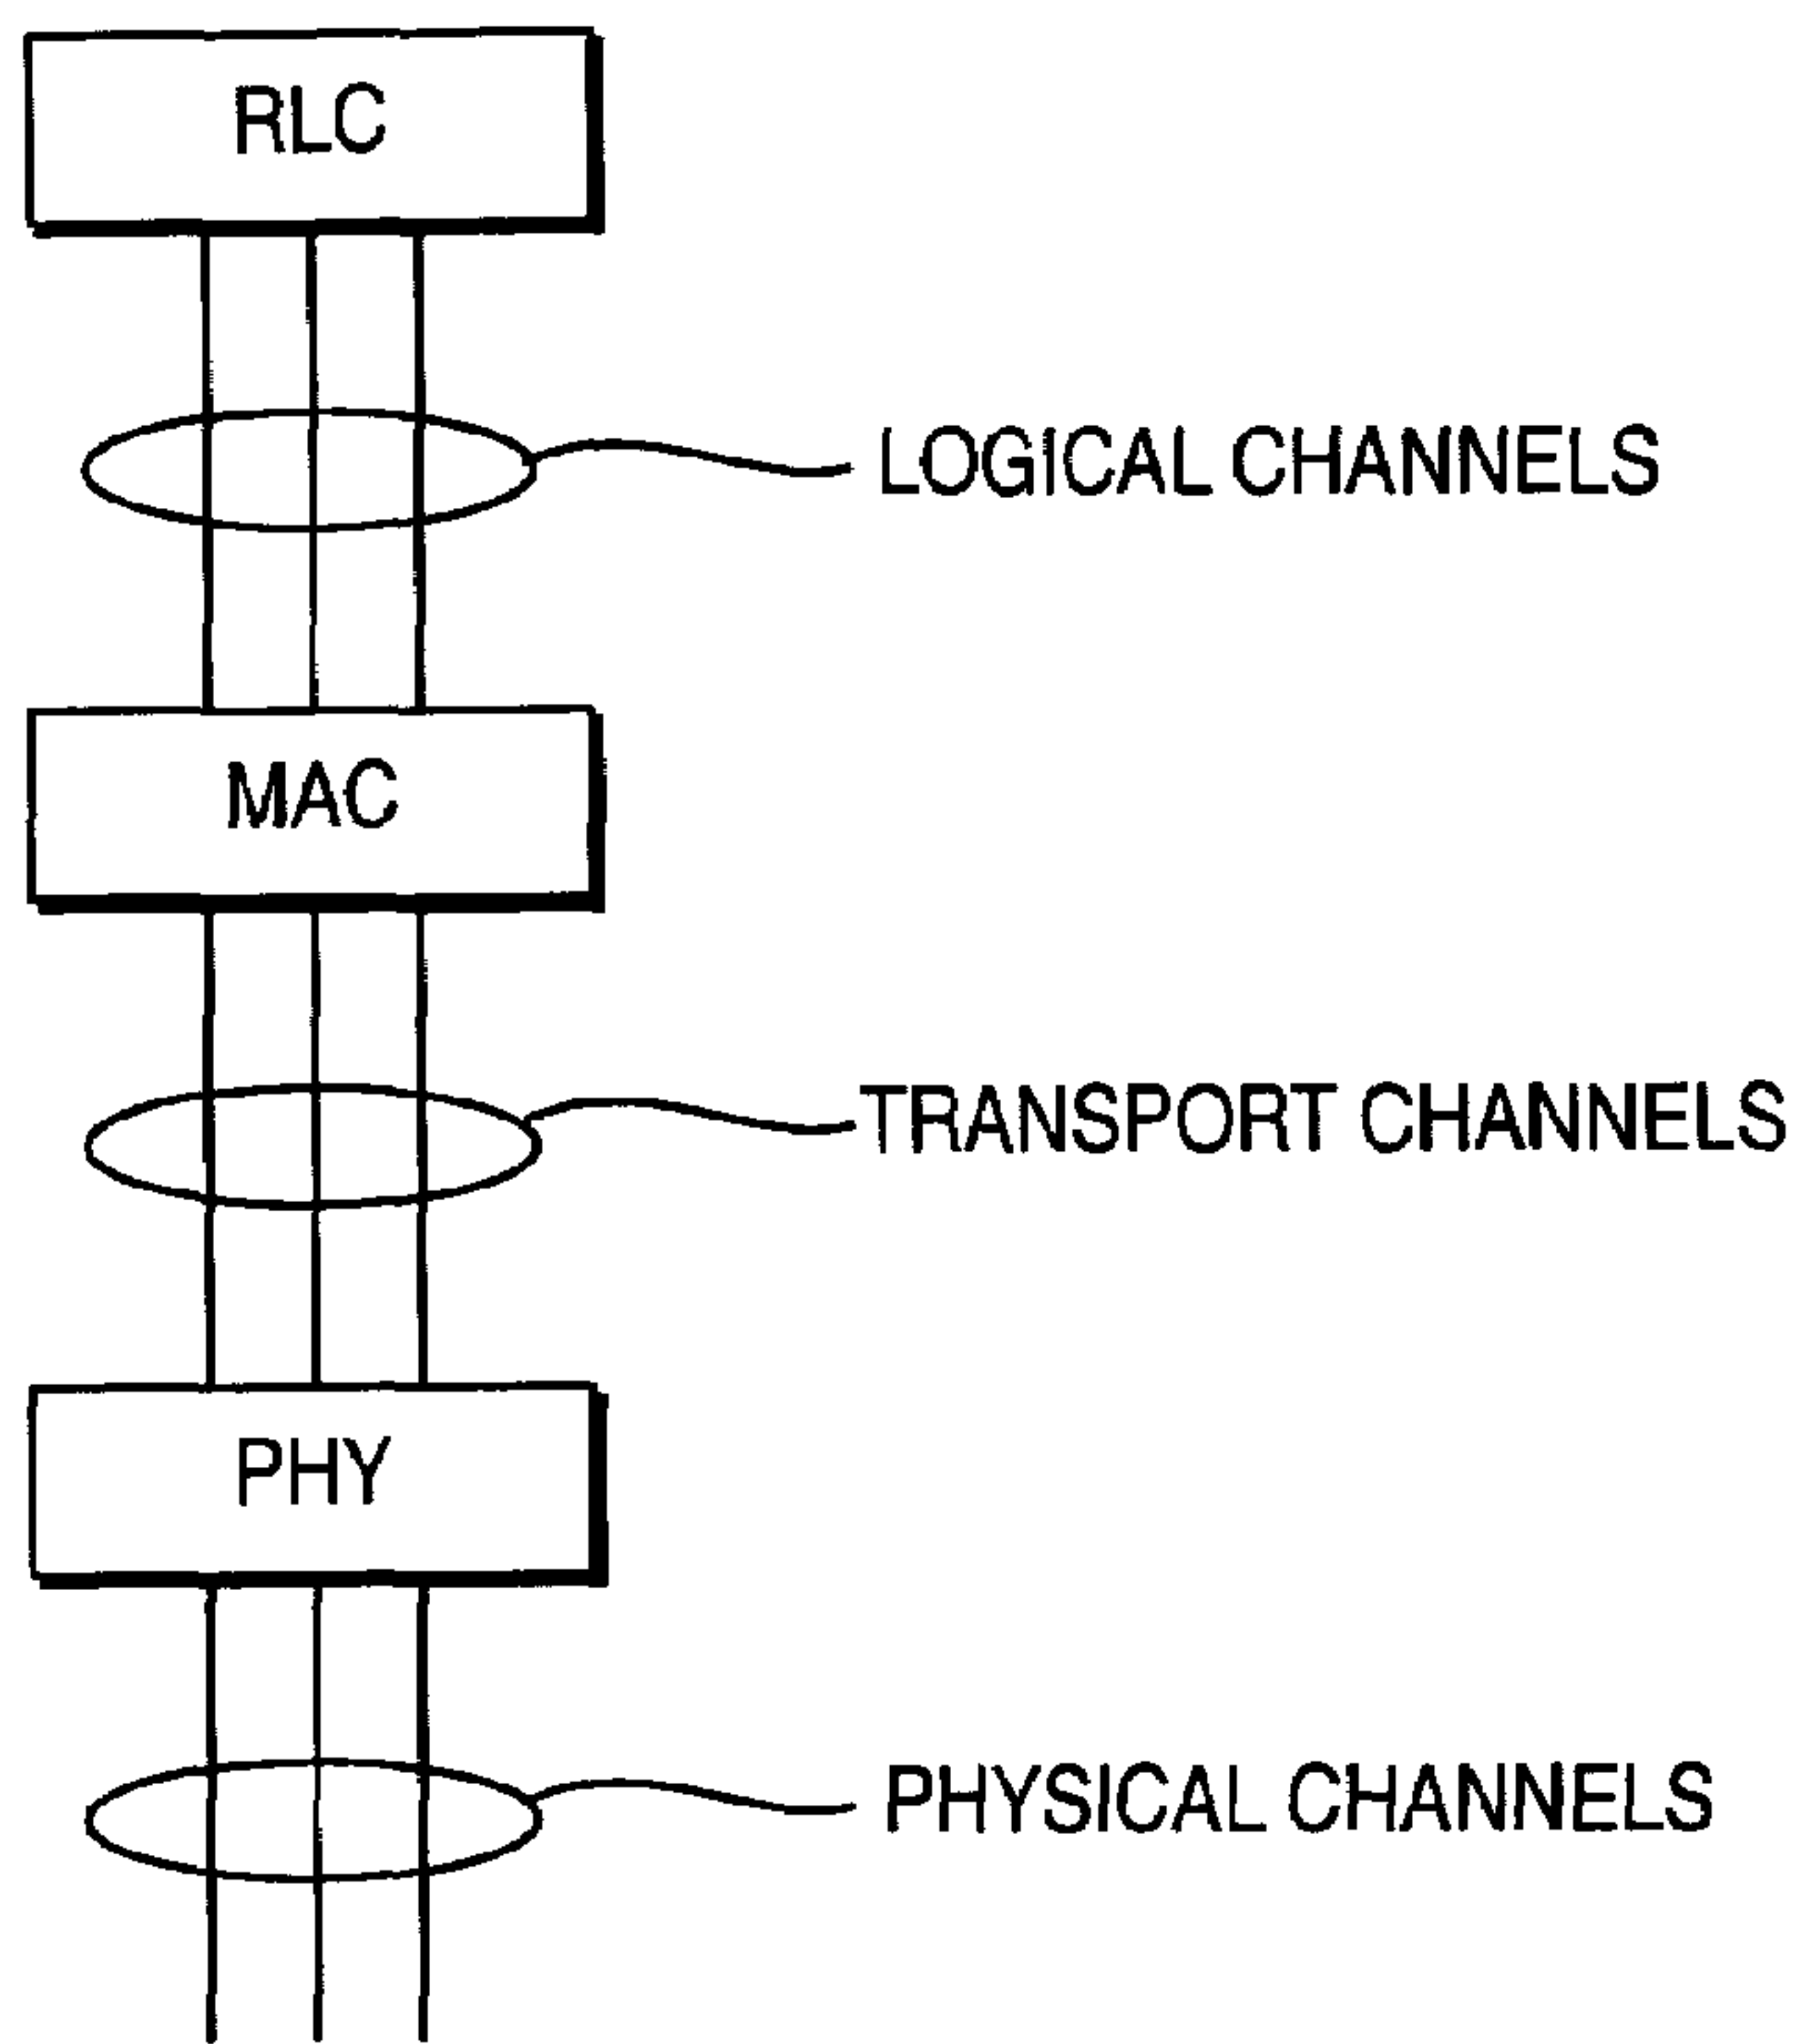 RLC
LOGICAL CHANNELS
MAC
TRANSPORT CHANNELS
PHY
PHYSICAL CHANNELS